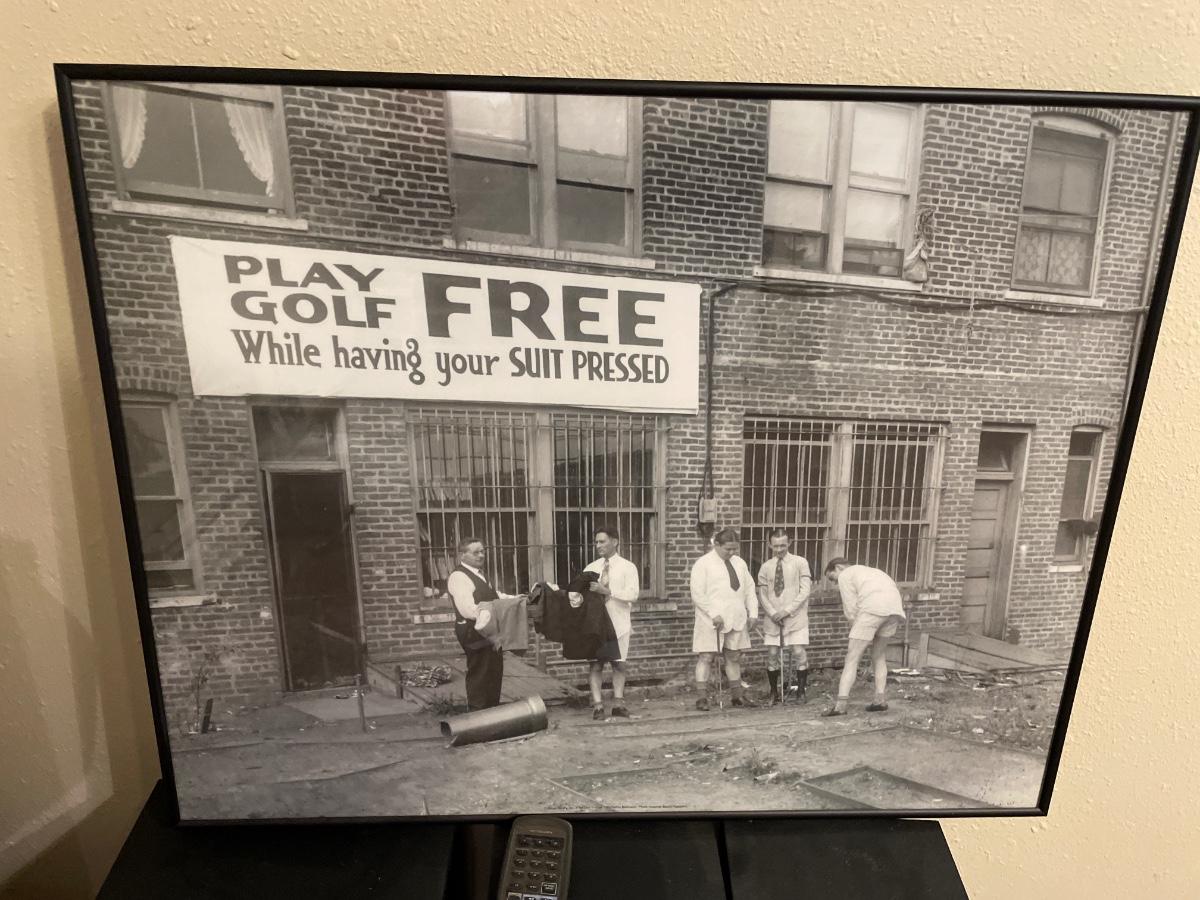 PLAY
GOLF FREE
While having your SUIT PRESSED